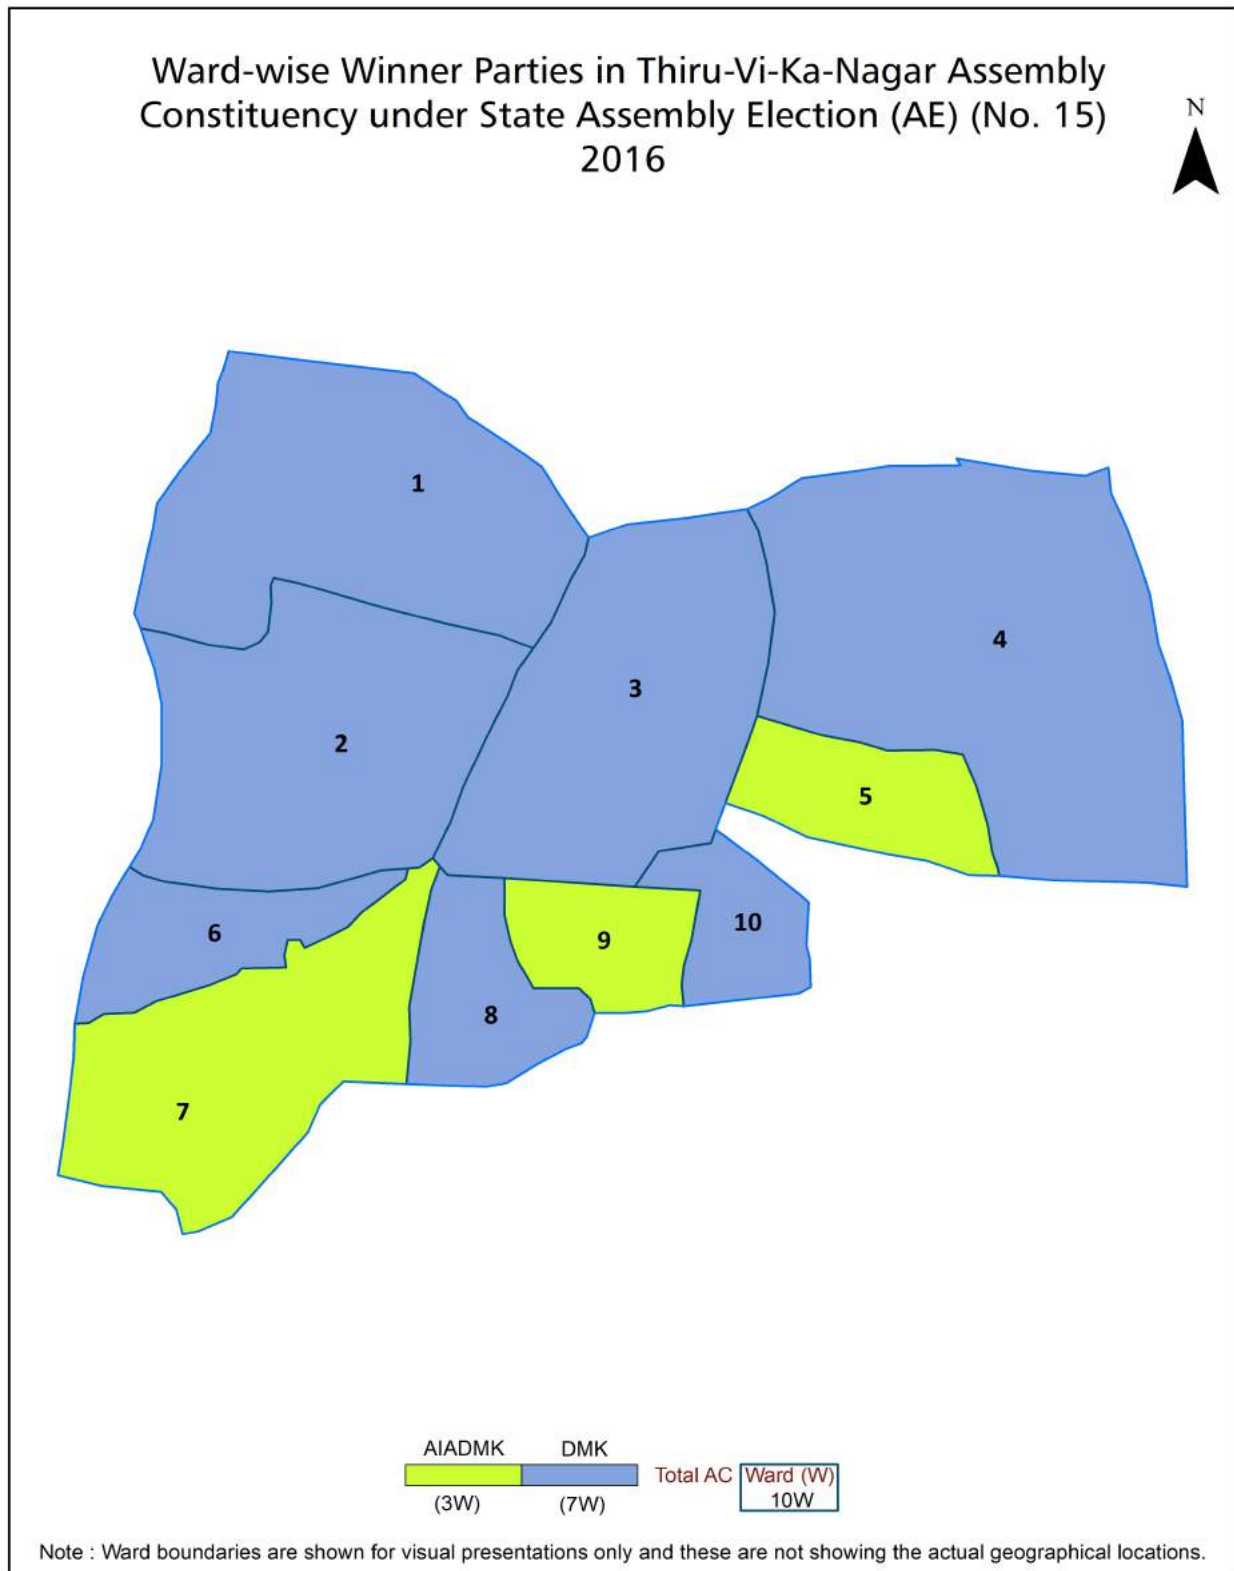 Ward-wise Winner Parties in Thiru-Vi-Ka-Nagar Assembly
Constituency under State Assembly Election (AE) (No. 15)
2016
N
1
4
3
2
5
6
10
9
8
7
AIADMK DMK
Total AC Ward (W)
(3W) (7W) 10W
Note : Ward boundaries are shown for visual presentations only and these are not showing the actual geographical locations.